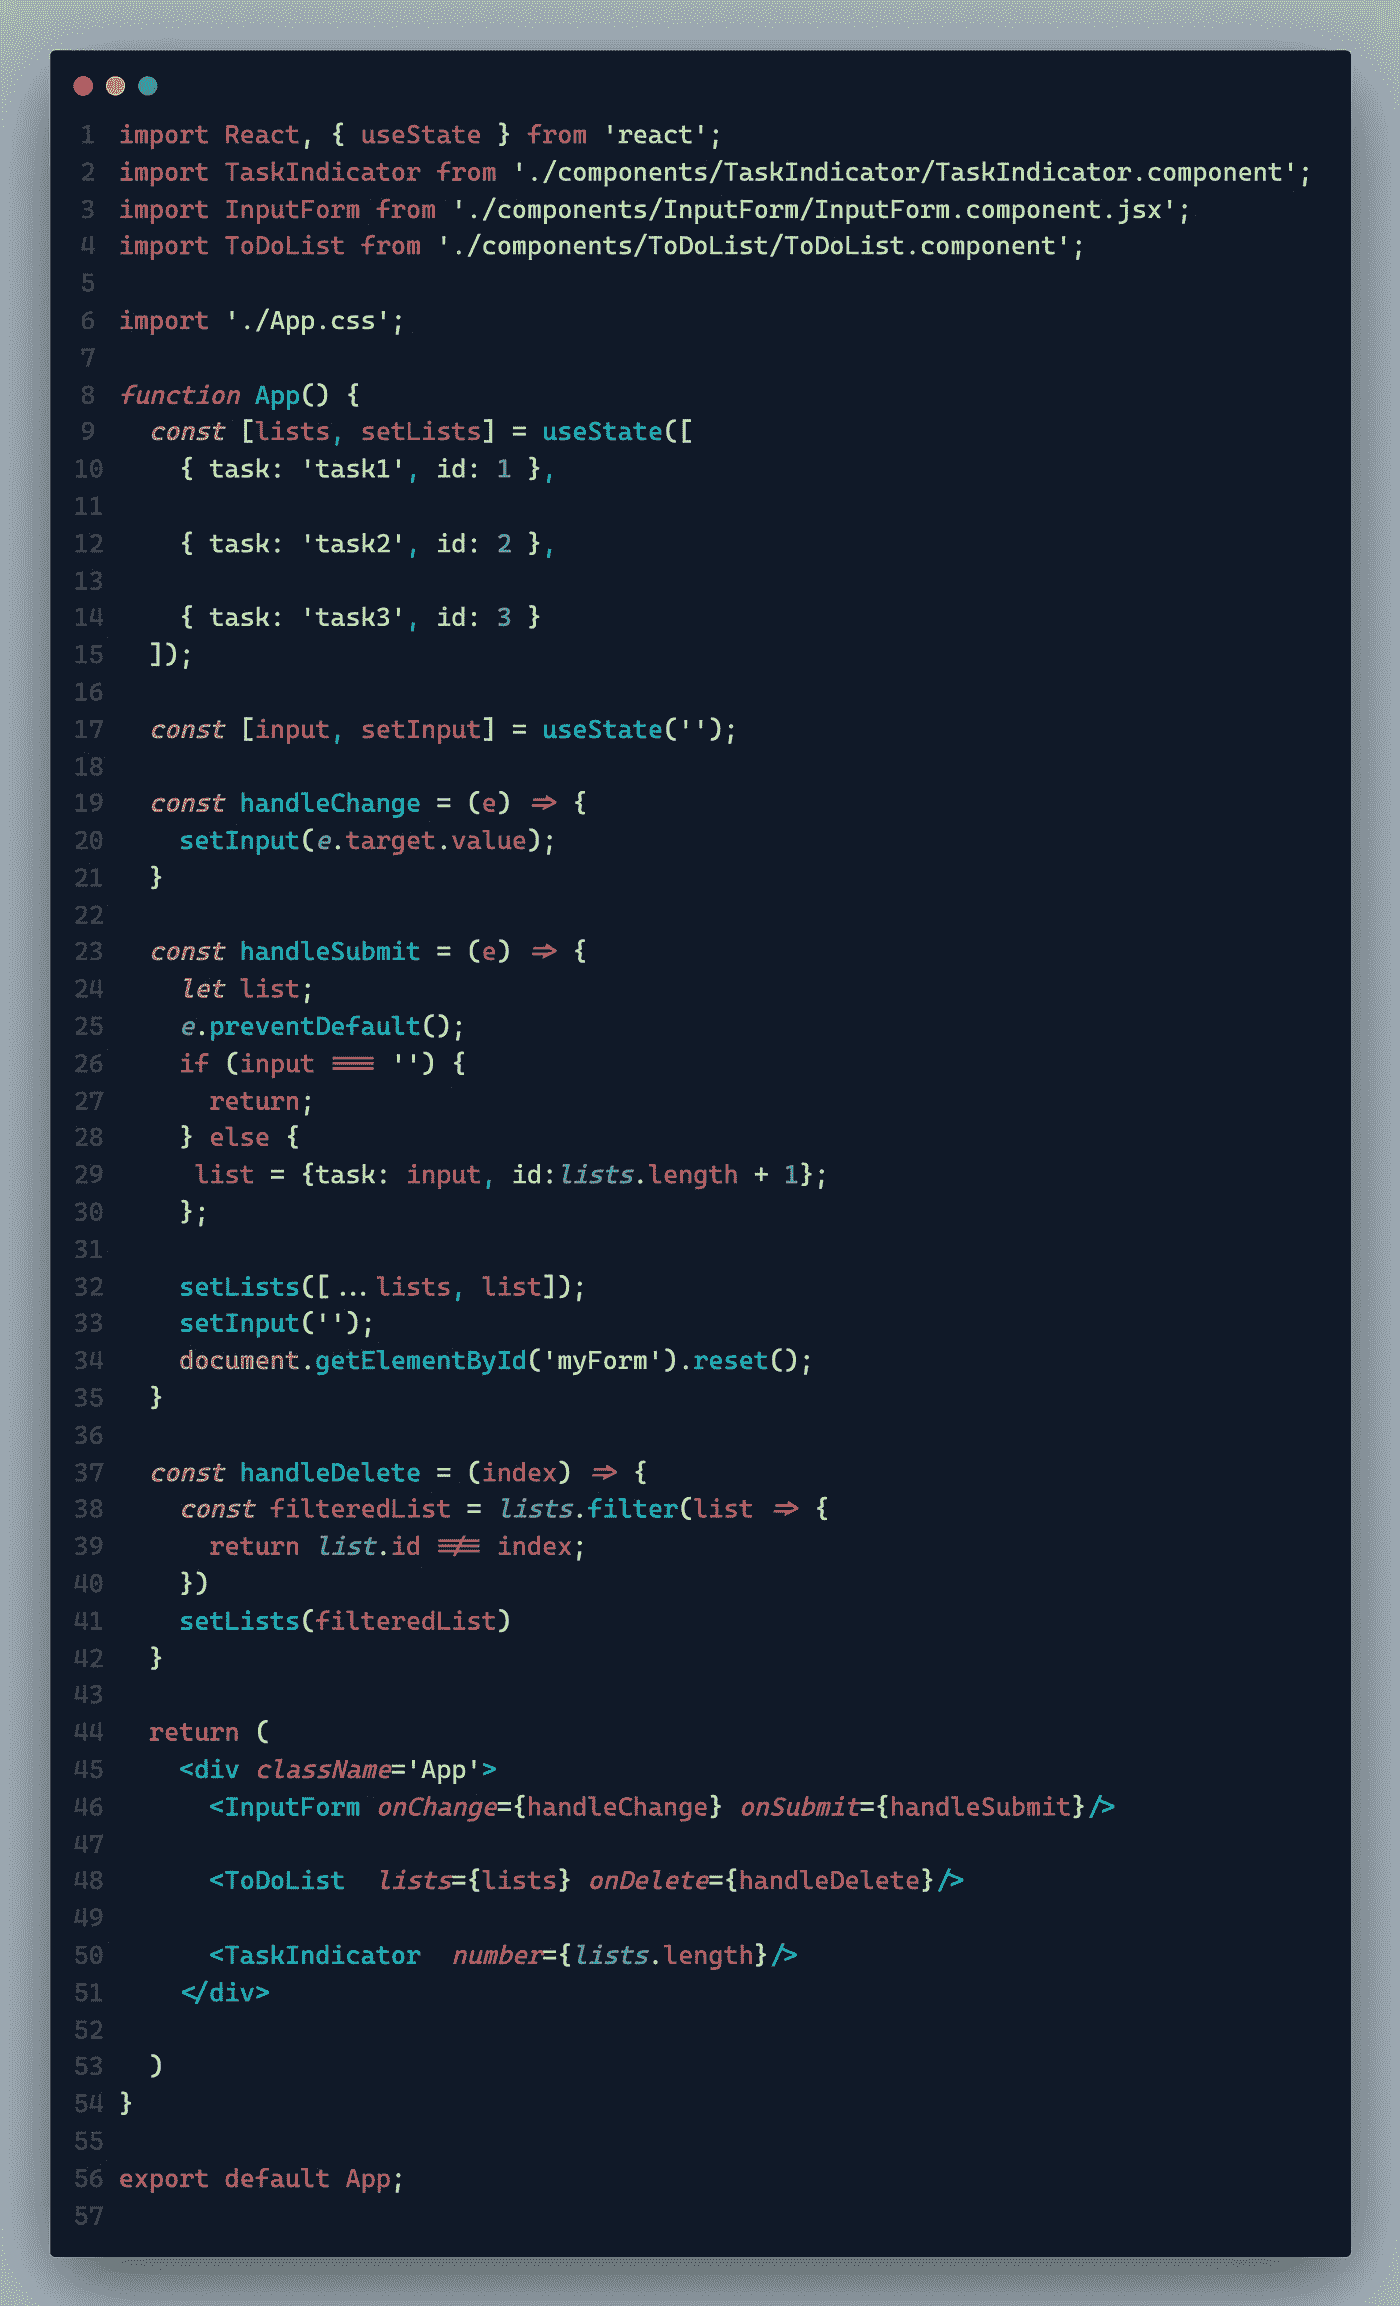 1 import React, { useState } from 'react';
2 import TaskIndicator from './components/TaskIndicator/TaskIndicator.component';
3 import InputForm from './components/InputForm/InputForm.component.jsx';
4 import ToDoList from './components/ToDoList/ToDoList.component';
5
6 import './App.css';
7
8 function App() {
9   const [lists, setLists] = useState([
10     { task: 'task1', id: 1 },
11
12     { task: 'task2', id: 2 },
13
14     { task: 'task3', id: 3 }
15   ]);
16
17   const [input, setInput] = useState('');
18
19   const handleChange = (e) => {
20     setInput(e.target.value);
21   }
22
23   const handleSubmit = (e) => {
24     let list;
25     e.preventDefault();
26     if (input === '') {
27       return;
28     } else {
29      list = {task: input, id:lists.length + 1};
30     };
31
32     setLists([...lists, list]);
33     setInput('');
34     document.getElementById('myForm').reset();
35   }
36
37   const handleDelete = (index) => {
38     const filteredList = lists.filter(list => {
39       return list.id !== index;
40     })
41     setLists(filteredList)
42   }
43
44   return (
45     <div className='App'>
46       <InputForm onChange={handleChange} onSubmit={handleSubmit}/>
47
48       <ToDoList  lists={lists} onDelete={handleDelete}/>
49
50       <TaskIndicator  number={lists.length}/>
51     </div>
52
53   )
54 }
55
56 export default App;
57